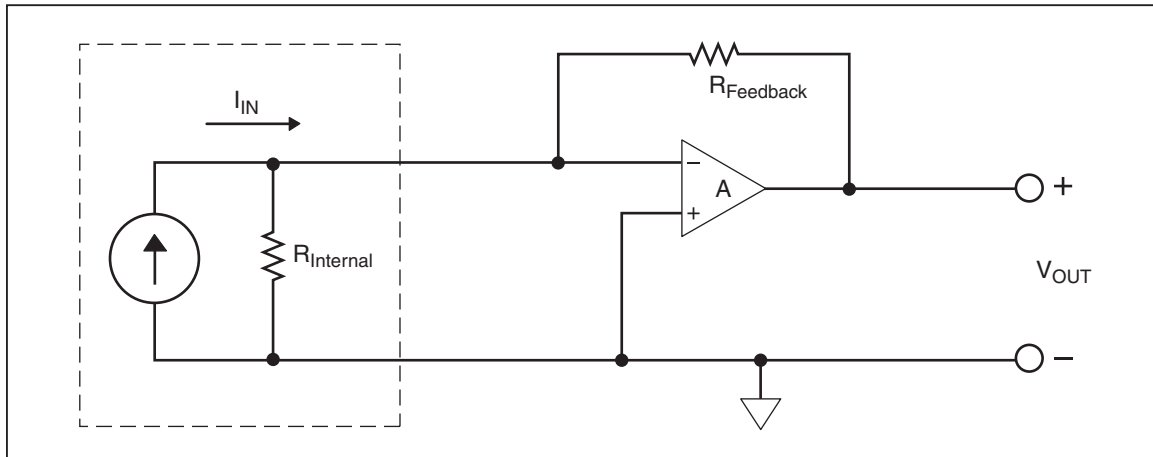 I_IN
R_Feedback
−
A
+
+
R_Internal
V_OUT
−